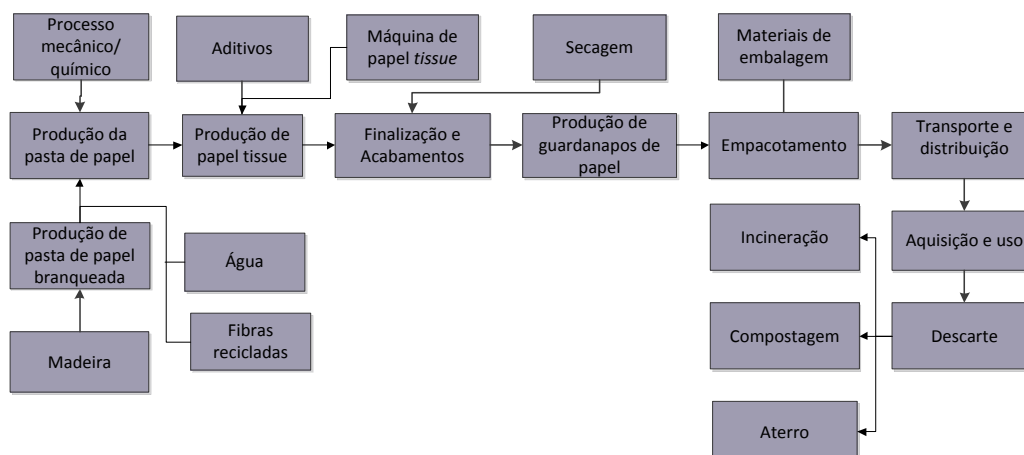 Processo
mecânico/
químico
Aditivos
Máquina de
papel tissue
Secagem
Materiais de
embalagem
Produção da
pasta de papel
Produção de
papel tissue
Finalização e
Acabamentos
Produção de
guardanapos de
papel
Empacotamento
Transporte e
distribuição
Produção de
pasta de papel
branqueada
Água
Incineração
Aquisição e uso
Madeira
Fibras
recicladas
Compostagem
Descarte
Aterro